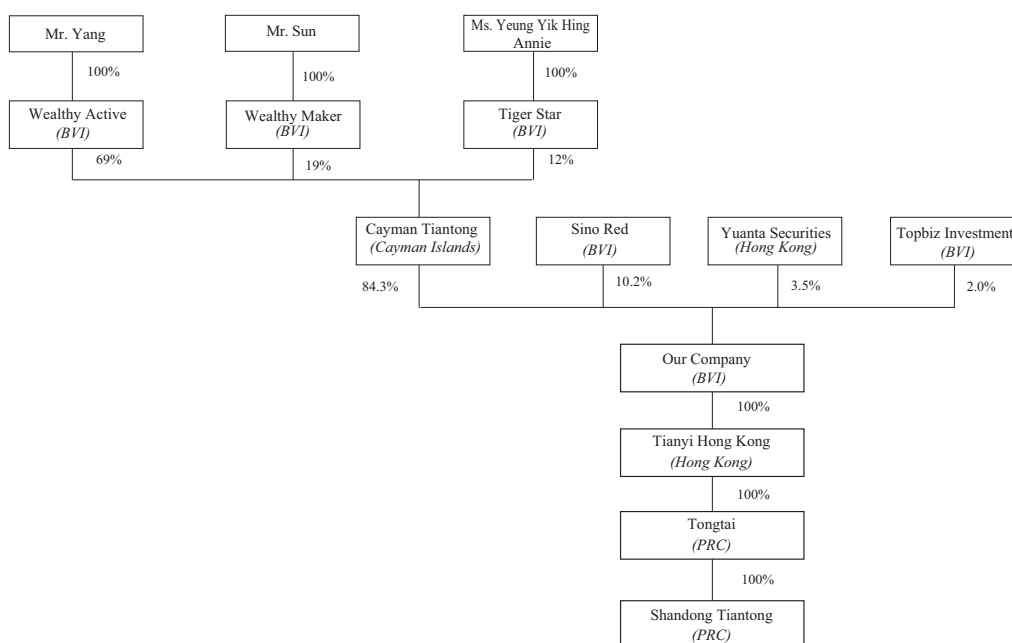 Mr. Yang
Mr. Sun
Ms. Yeung Yik Hing
Annie
100%
100%
100%
Wealthy Active
(BVI)
Wealthy Maker
(BVI)
Tiger Star
(BVI)
69%
19%
12%
Cayman Tiantong
(Cayman Islands)
Sino Red
(BVI)
Yuanta Securities
(Hong Kong)
Topbiz Investment
(BVI)
84.3%
10.2%
3.5%
2.0%
Our Company
(BVI)
100%
Tianyi Hong Kong
(Hong Kong)
100%
Tongtai
(PRC)
100%
Shandong Tiantong
(PRC)